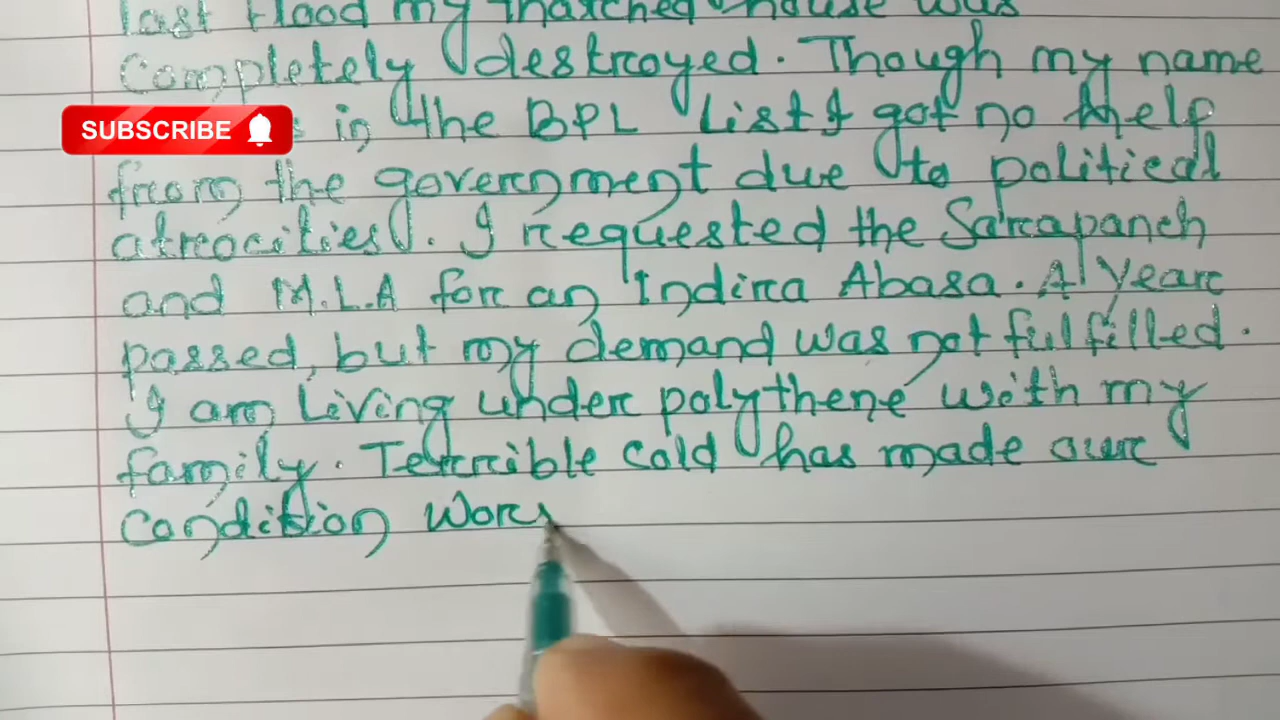 last flood my thatched house was
completely destroyed. Though my name
SUBSCRIBE
in the BPL List I got no help
from the government due to political
atrocities. I requested the Sarapanch
and M.L.A for an Indira Abasa. A year
passed, but my demand was not fulfilled.
I am Living under polythene with my
family. Terrible cold has made our
condition wors